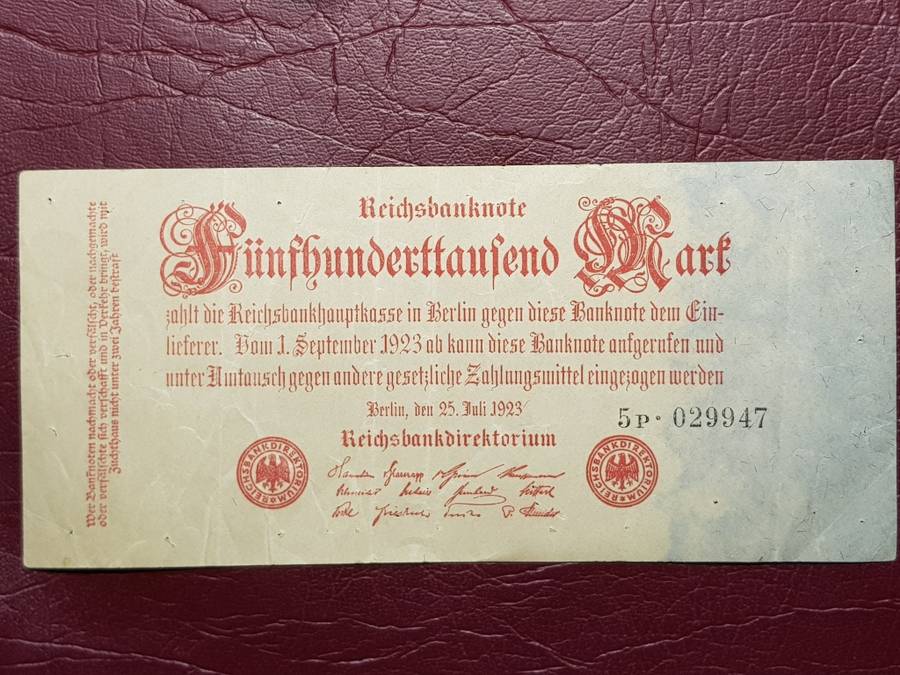 Reichsbanknote
Fünfhunderttausend Mark
zahlt die Reichsbankhauptkasse in Berlin gegen diese Banknote dem Ein-
lieferer. Vom 1. September 1923 ab kann diese Banknote aufgerufen und
unter Umtausch gegen andere gesetzliche Zahlungsmittel eingezogen werden
Berlin, den 25. Juli 1923
5P· 029947
Reichsbankdirektorium
REICHSBANKDIREKTORIUM
REICHSBANKDIREKTORIUM
Wer Banknoten nachmacht oder verfälscht, oder nachgemachte
oder verfälschte sich verschafft und in Verkehr bringt, wird mit
Zuchthaus nicht unter zwei Jahren bestraft